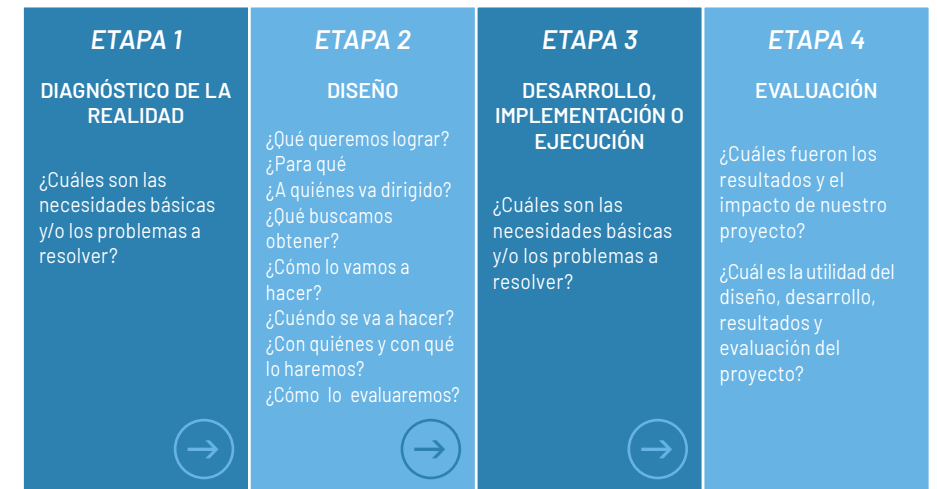 ETAPA 1
DIAGNÓSTICO DE LA
REALIDAD
¿Cuáles son las
necesidades básicas
y/o los problemas a
resolver?
ETAPA 2
DISEÑO
¿Qué queremos lograr?
¿Para qué
¿A quiénes va dirigido?
¿Qué buscamos
obtener?
¿Cómo lo vamos a
hacer?
¿Cuéndo se va a hacer?
¿Con quiénes y con qué
lo haremos?
¿Cómo lo evaluaremos?
ETAPA 3
DESARROLLO,
IMPLEMENTACIÓN O
EJECUCIÓN
¿Cuáles son las
necesidades básicas
y/o los problemas a
resolver?
ETAPA 4
EVALUACIÓN
¿Cuáles fueron los
resultados y el
impacto de nuestro
proyecto?
¿Cuál es la utilidad del
diseño, desarrollo,
resultados y
evaluación del
proyecto?